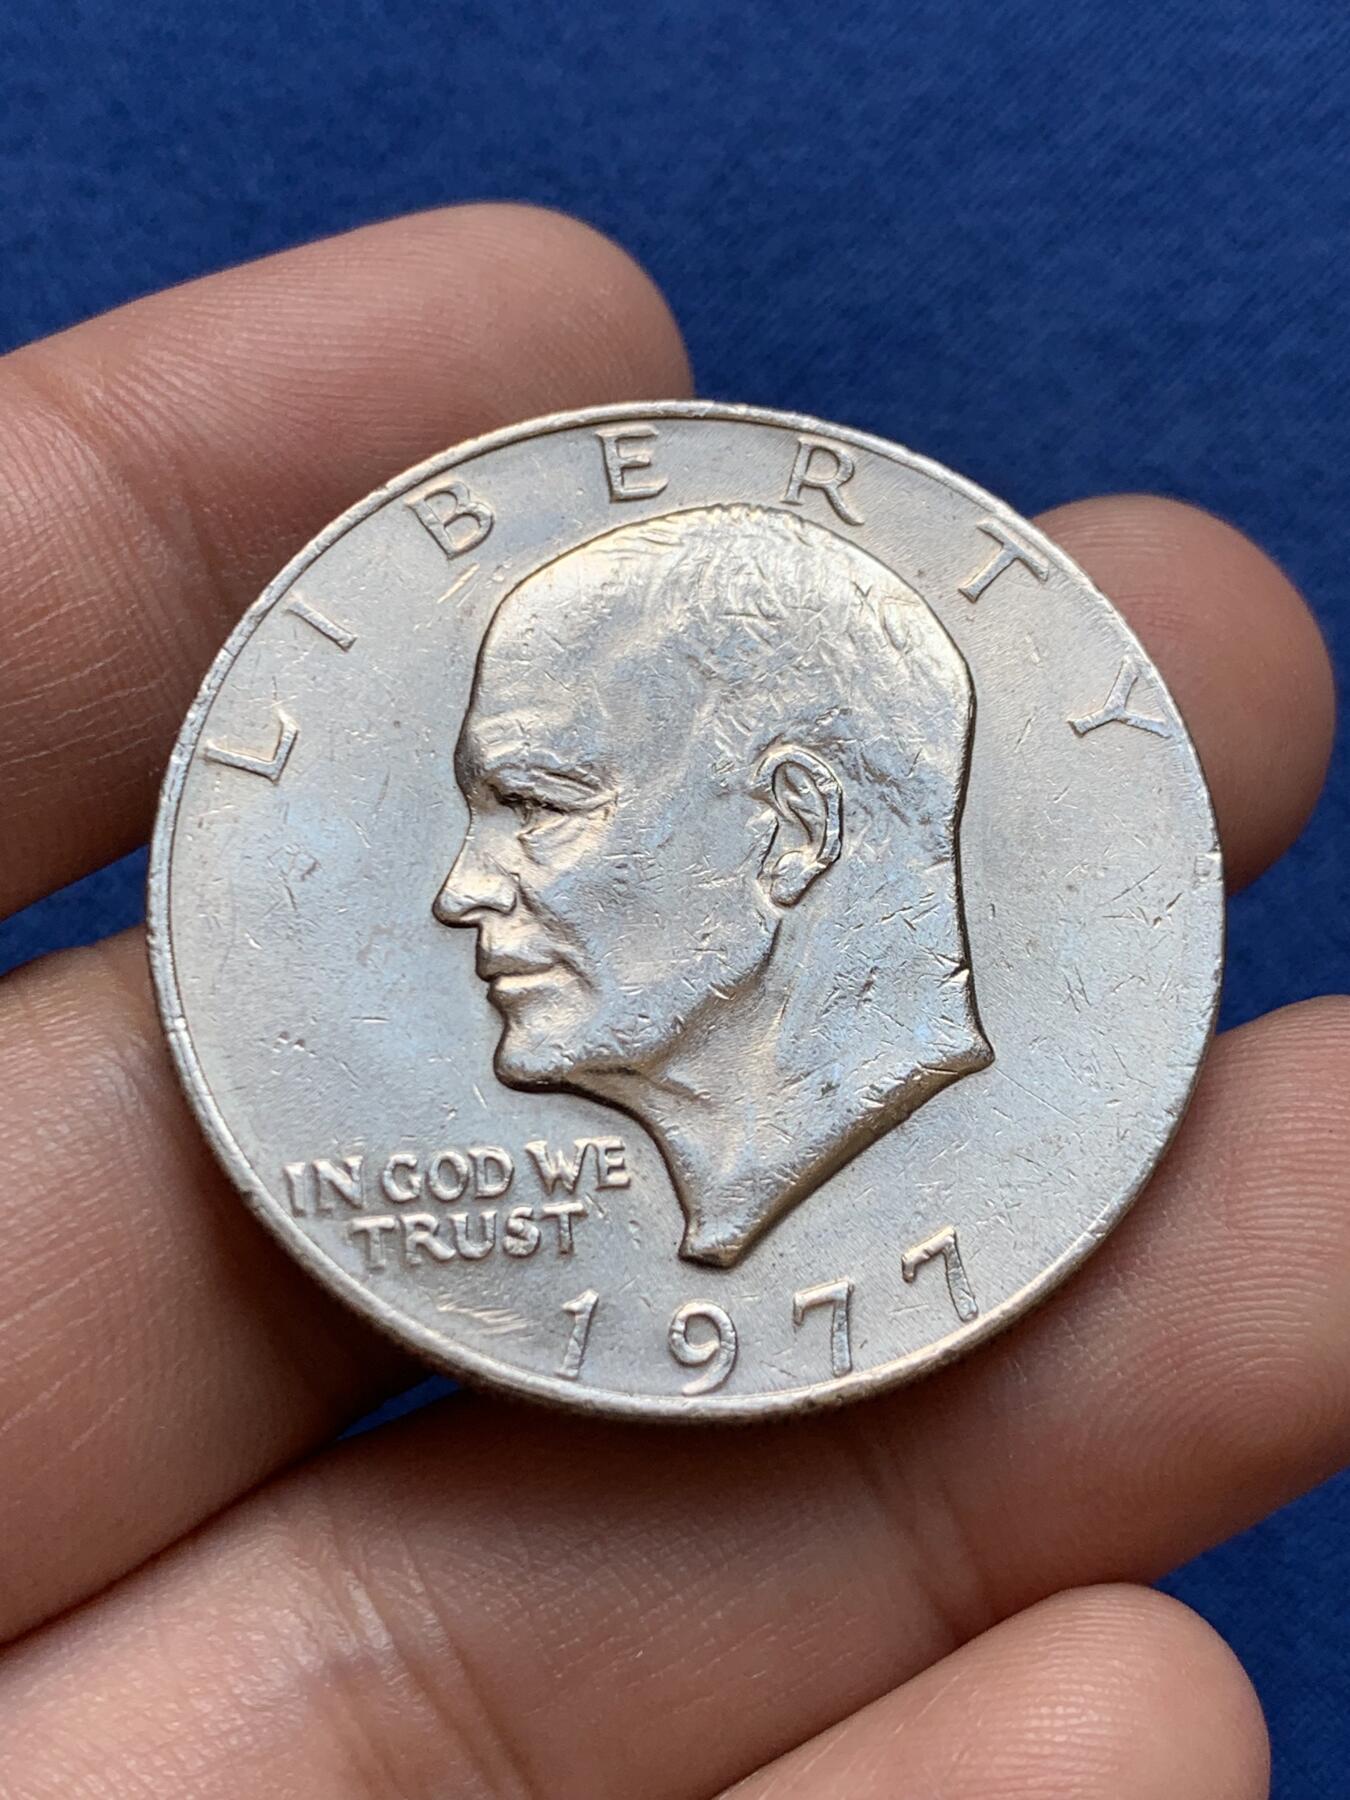 LIBERTY
IN GOD WE
TRUST
1977